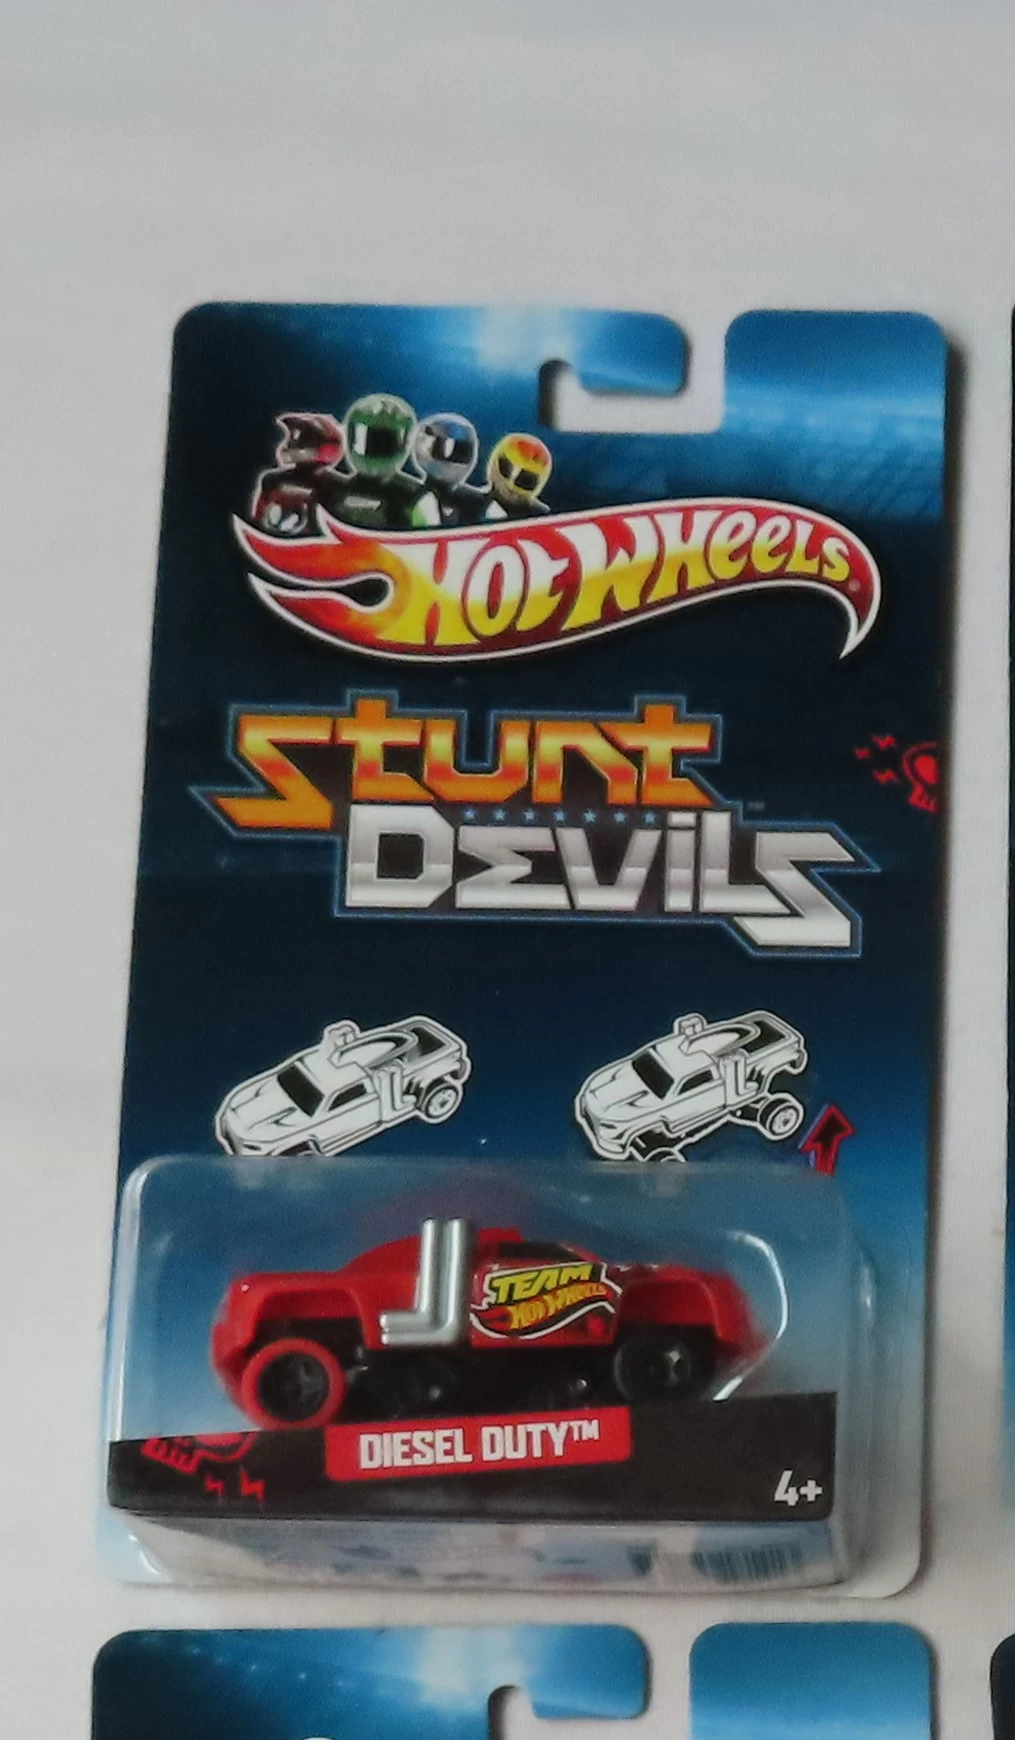 HOT WHEELS®
STUNT
DEVILS
TEAM
HOT WHEELS
DIESEL DUTY™
4+